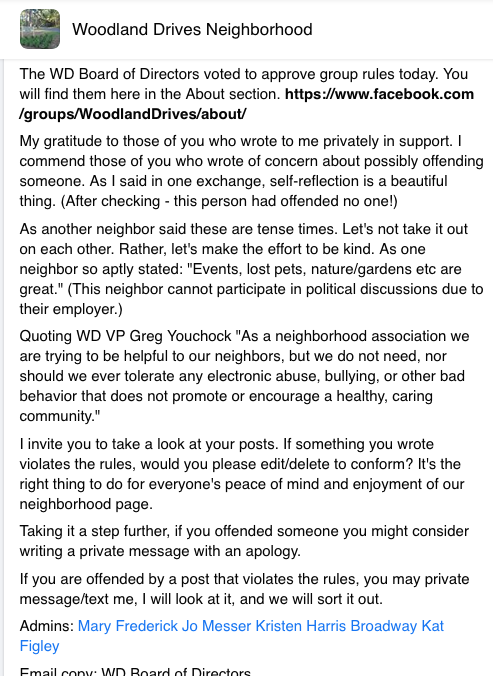 Woodland Drives Neighborhood
The WD Board of Directors voted to approve group rules today. You
will find them here in the About section. https://www.facebook.com
/groups/WoodlandDrives/about/
My gratitude to those of you who wrote to me privately in support. I
commend those of you who wrote of concern about possibly offending
someone. As I said in one exchange, self-reflection is a beautiful
thing. (After checking - this person had offended no one!)
As another neighbor said these are tense times. Let's not take it out
on each other. Rather, let's make the effort to be kind. As one
neighbor so aptly stated: "Events, lost pets, nature/gardens etc are
great." (This neighbor cannot participate in political discussions due to
their employer.)
Quoting WD VP Greg Youchock "As a neighborhood association we
are trying to be helpful to our neighbors, but we do not need, nor
should we ever tolerate any electronic abuse, bullying, or other bad
behavior that does not promote or encourage a healthy, caring
community."
I invite you to take a look at your posts. If something you wrote
violates the rules, would you please edit/delete to conform? It's the
right thing to do for everyone's peace of mind and enjoyment of our
neighborhood page.
Taking it a step further, if you offended someone you might consider
writing a private message with an apology.
If you are offended by a post that violates the rules, you may private
message/text me, I will look at it, and we will sort it out.
Admins: Mary Frederick Jo Messer Kristen Harris Broadway Kat
Figley
Email copy: WD Board of Directors